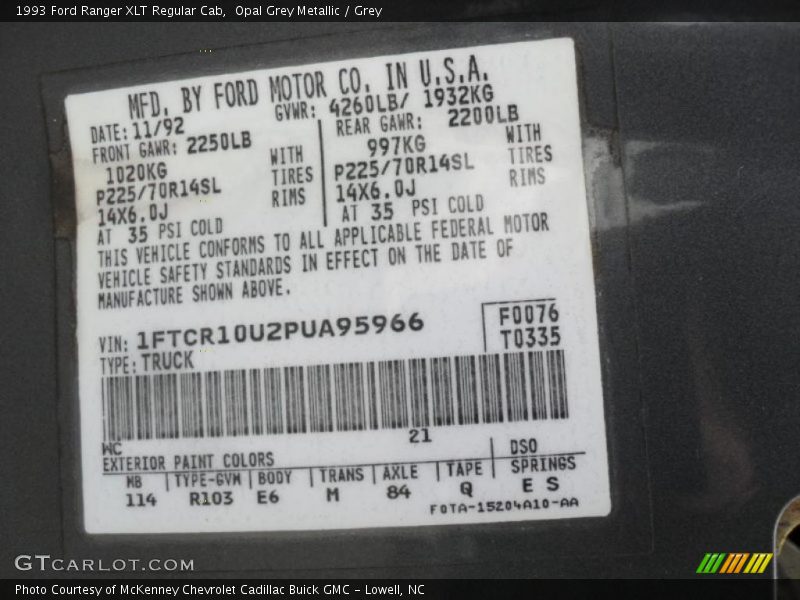 1993 Ford Ranger XLT Regular Cab, Opal Grey Metallic / Grey
MFD. BY FORD MOTOR CO. IN U.S.A.
DATE: 11/92 GVWR: 4260LB/ 1932KG
FRONT GAWR: 2250LB REAR GAWR: 2200LB
1020KG WITH 997KG WITH
P225/70R14SL TIRES P225/70R14SL TIRES
14X6.0J RIMS 14X6.0J RIMS
AT 35 PSI COLD AT 35 PSI COLD
THIS VEHICLE CONFORMS TO ALL APPLICABLE FEDERAL MOTOR
VEHICLE SAFETY STANDARDS IN EFFECT ON THE DATE OF
MANUFACTURE SHOWN ABOVE.
VIN: 1FTCR10U2PUA95966 F0076
TYPE: TRUCK T0335
WC 21
EXTERIOR PAINT COLORS DSO
WB TYPE-GVW BODY TRANS AXLE TAPE SPRINGS
114 R103 E6 M 84 Q E S
F0TA-15204A10-AA
GTCARLOT.COM
Photo Courtesy of McKenney Chevrolet Cadillac Buick GMC - Lowell, NC